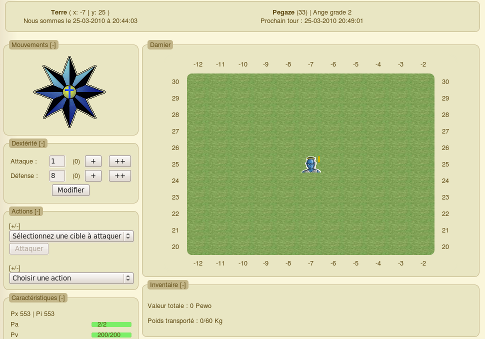 Terre ( x: -7 | y: 25 )
Nous sommes le 25-03-2010 à 20:44:03
Pegaze (33) | Ange grade 2
Prochain tour : 25-03-2010 20:49:01
Mouvements [-]
Dextérité [-]
Attaque : 1 (0) + ++
Défense : 8 (0) + ++
Modifier
Actions [-]
[+/-]
Sélectionnez une cible à attaquer
Attaquer
[+/-]
Choisir une action
Caractéristiques [-]
Px 553 | Pi 553
Pa 2/2
Pv 200/200
Damier
-12 -11 -10 -9 -8 -7 -6 -5 -4 -3 -2
30 30
29 29
28 28
27 27
26 26
25 25
24 24
23 23
22 22
21 21
20 20
-12 -11 -10 -9 -8 -7 -6 -5 -4 -3 -2
Inventaire [-]
Valeur totale : 0 Pewo
Poids transporté : 0/60 Kg